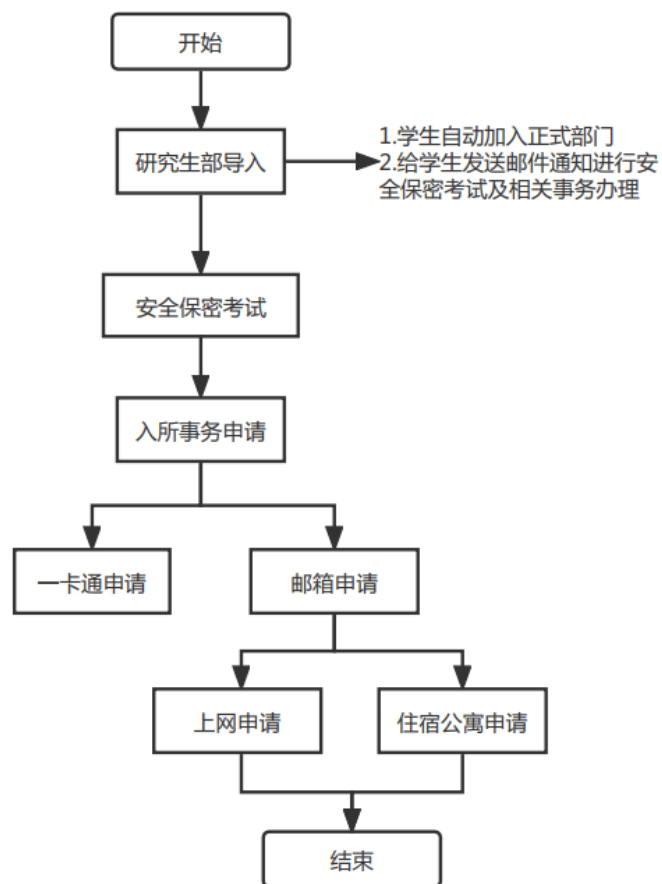 开始
研究生部导入
1.学生自动加入正式部门
2.给学生发送邮件通知进行安
全保密考试及相关事务办理
安全保密考试
入所事务申请
一卡通申请
邮箱申请
上网申请
住宿公寓申请
结束